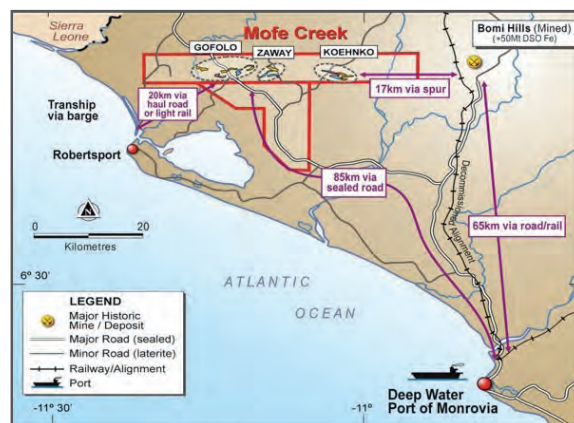 Sierra
Leone
Mofe Creek
GOFOLO
ZAWAY
KOEHNKO
Bomi Hills (Mined)
(+50Mt DSO Fe)
20km via
haul road
or light rail
17km via spur
Tranship
via barge
Robertsport
85km via
sealed road
Decommissioned Alignment
65km via road/rail
N
0
20
Kilometres
6 30'
ATLANTIC
OCEAN
LEGEND
Major Historic
Mine / Deposit
Major Road (sealed)
Minor Road (laterite)
Railway/Alignment
Port
Deep Water
Port of Monrovia
-11 30'
-11